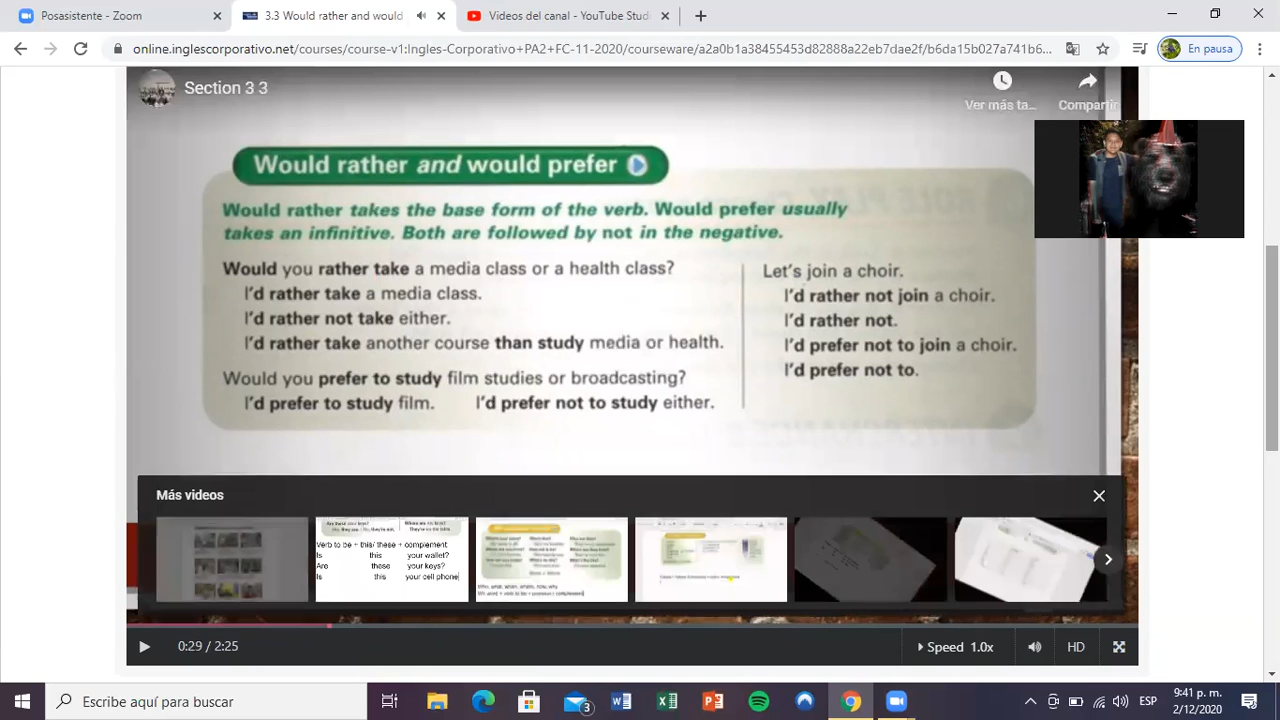 Posasistente - Zoom
3.3 Would rather and would
Videos del canal - YouTube Stud
online.inglescorporativo.net/courses/course-v1:Ingles-Corporativo+PA2+FC-11-2020/courseware/a2a0b1a38455453d82888a22eb7dae2f/b6da15b027a741b6...
En pausa
Section 3 3
Ver más ta...
Compartir
Would rather and would prefer
Would rather takes the base form of the verb. Would prefer usually
takes an infinitive. Both are followed by not in the negative.
Would you rather take a media class or a health class?
I'd rather take a media class.
I'd rather not take either.
I'd rather take another course than study media or health.
Would you prefer to study film studies or broadcasting?
I'd prefer to study film. I'd prefer not to study either.
Let's join a choir.
I'd rather not join a choir.
I'd rather not.
I'd prefer not to join a choir.
I'd prefer not to.
Más videos
Verb to be + this/ these + complement
Is this your wallet?
these your keys?
Is this your cell phone
0:29 / 2:25
Speed 1.0x
HD
Escribe aquí para buscar
3
ESP
9:41 p. m.
2/12/2020